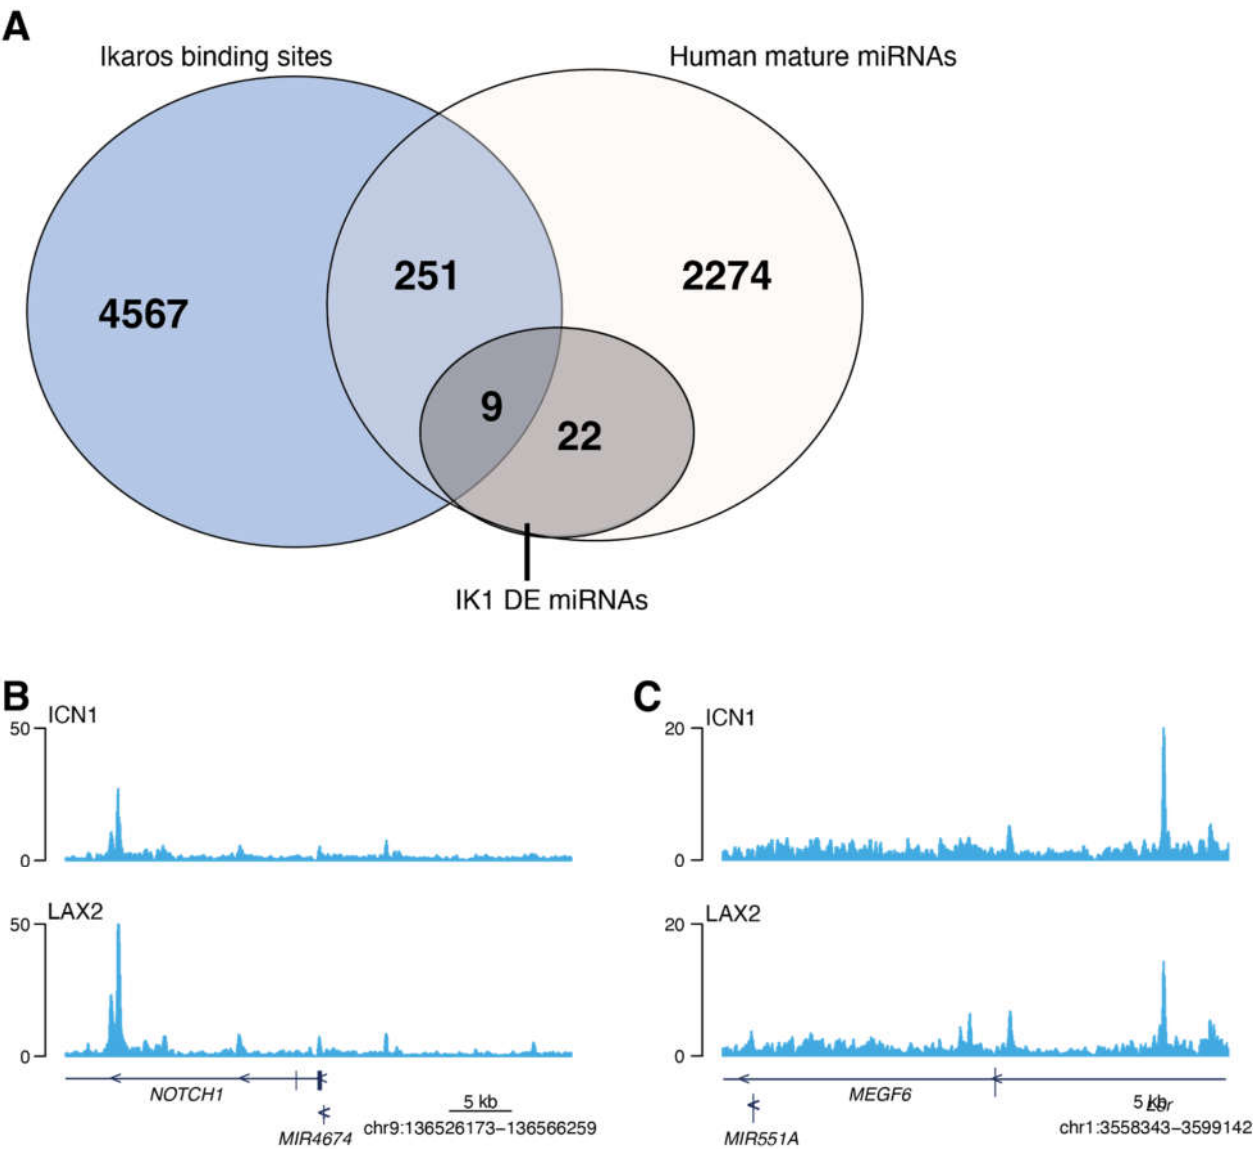 A
Ikaros binding sites
Human mature miRNAs
4567
251
2274
9
22
IK1 DE miRNAs
B
ICN1
50
0
LAX2
50
0
NOTCH1
5 kb
MIR4674
chr9:136526173–136566259
C
ICN1
20
0
LAX2
20
0
MEGF6
5 kb
MIR551A
chr1:3558343–3599142